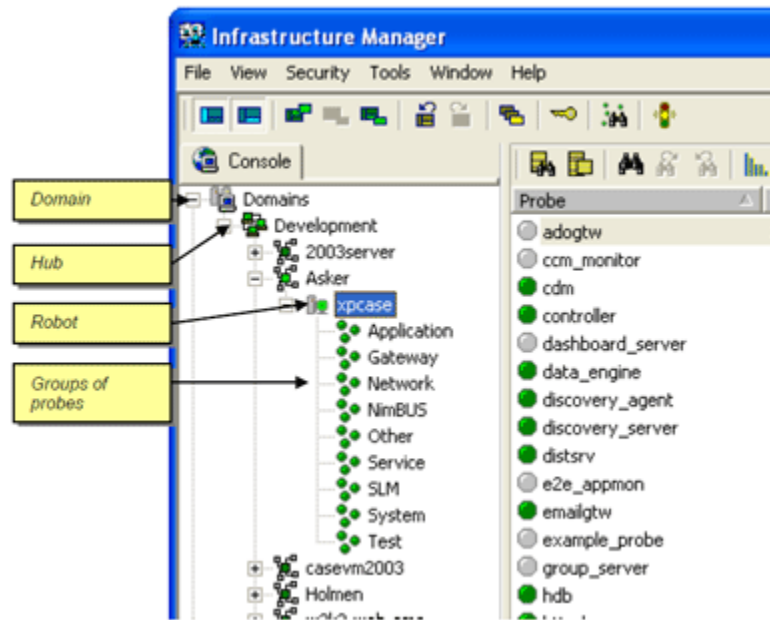 Infrastructure Manager
File View Security Tools Window Help
Console
Domain
Hub
Robot
Groups of
probes
Domains
Development
2003server
Asker
xpcase
Application
Gateway
Network
NimBUS
Other
Service
SLM
System
Test
casevm2003
Holmen
Probe
adogtw
ccm_monitor
cdm
controller
dashboard_server
data_engine
discovery_agent
discovery_server
distsrv
e2e_appmon
emailgtw
example_probe
group_server
hdb